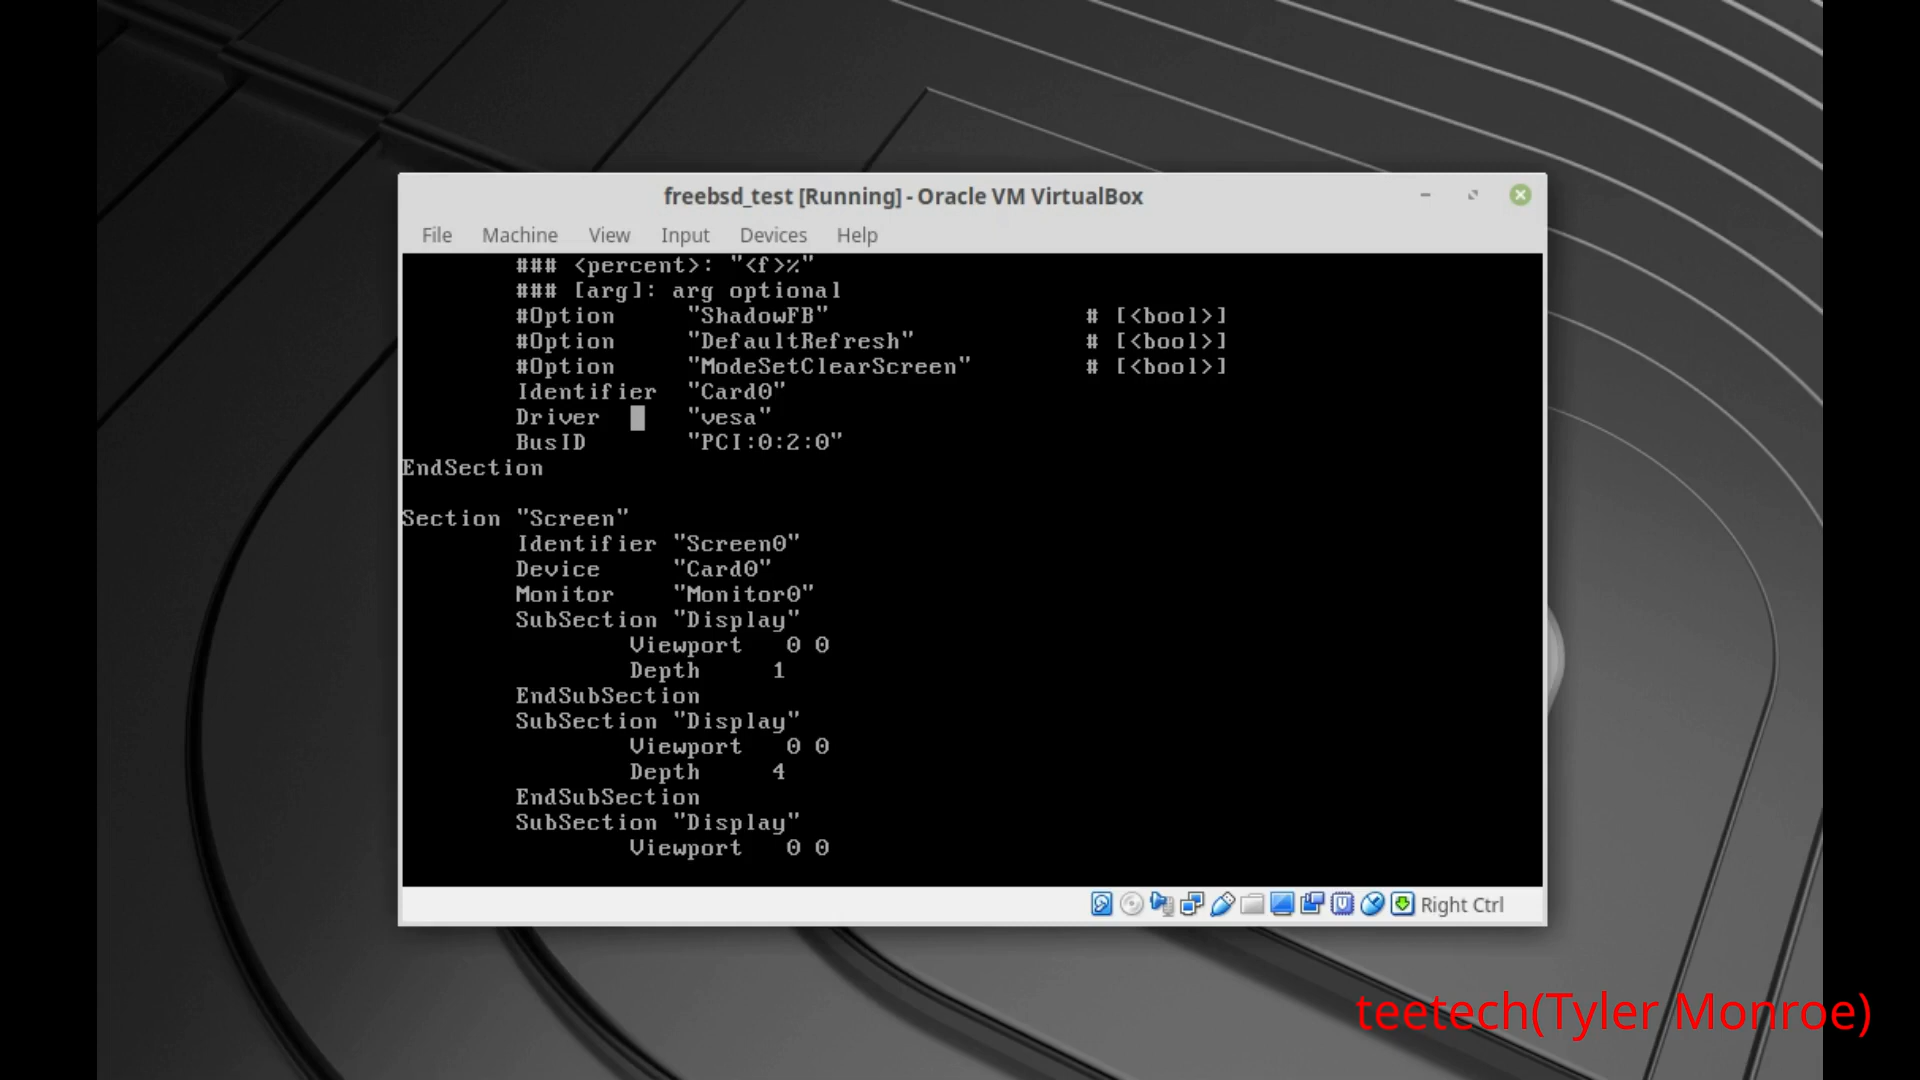 freebsd_test [Running] - Oracle VM VirtualBox
File Machine View Input Devices Help
### <percent>: "<f>%"
### [arg]: arg optional
#Option "ShadowFB" # [<bool>]
#Option "DefaultRefresh" # [<bool>]
#Option "ModeSetClearScreen" # [<bool>]
Identifier "Card0"
Driver "vesa"
BusID "PCI:0:2:0"
EndSection
Section "Screen"
Identifier "Screen0"
Device "Card0"
Monitor "Monitor0"
SubSection "Display"
Viewport 0 0
Depth 1
EndSubSection
SubSection "Display"
Viewport 0 0
Depth 4
EndSubSection
SubSection "Display"
Viewport 0 0
Right Ctrl
teetech(Tyler Monroe)